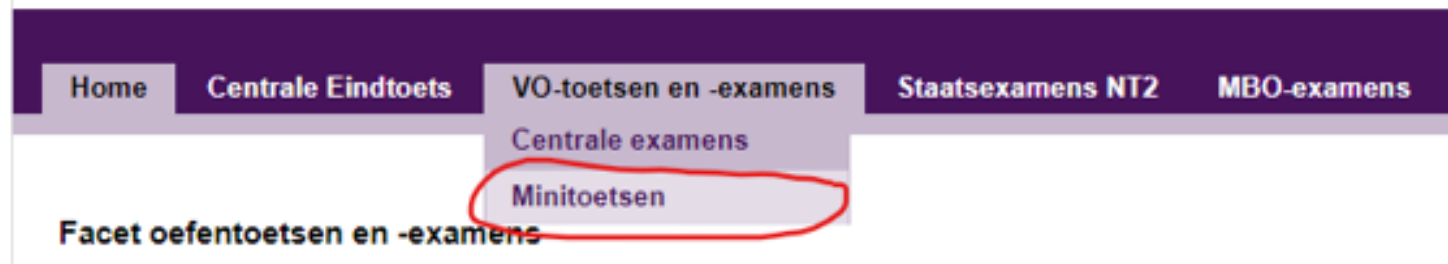 Home Centrale Eindtoets VO-toetsen en -examens Staatsexamens NT2 MBO-examens
Centrale examens
Minitoetsen
Facet oefentoetsen en -examens